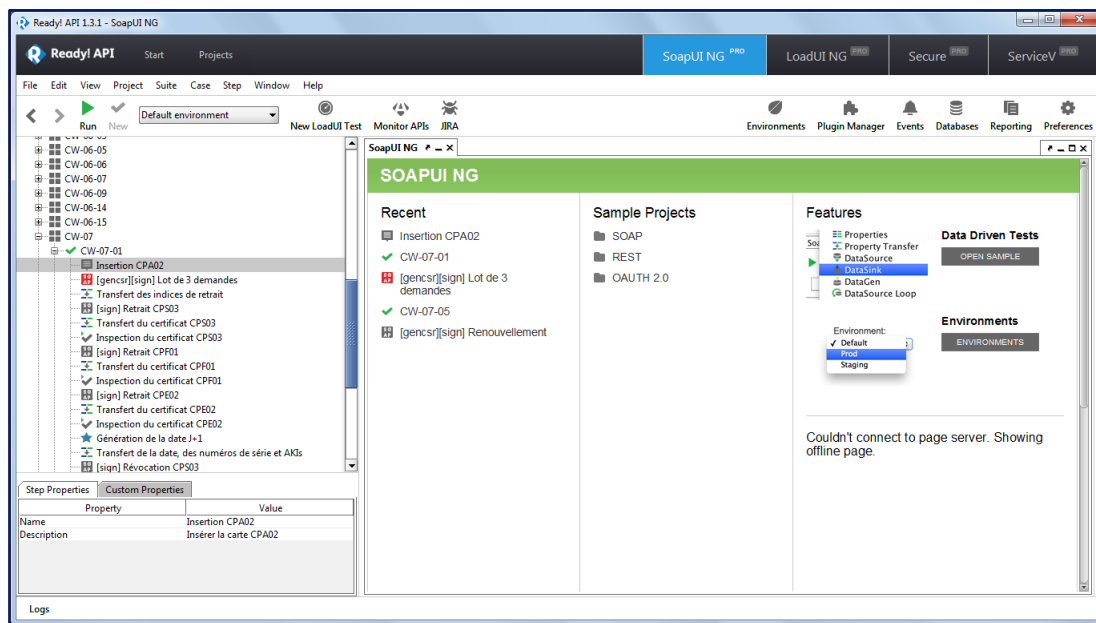 Ready! API 1.3.1 - SoapUI NG
Ready! API Start Projects SoapUI NG PRO LoadUI NG PRO Secure PRO ServiceV PRO
File Edit View Project Suite Case Step Window Help
Default environment
Run New New LoadUI Test Monitor APIs JIRA Environments Plugin Manager Events Databases Reporting Preferences
CW-06-05
CW-06-06
CW-06-07
CW-06-09
CW-06-14
CW-06-15
CW-07
CW-07-01
Insertion CPA02
[gencsr][sign] Lot de 3 demandes
Transfert des indices de retrait
[sign] Retrait CPS03
Transfert du certificat CPS03
Inspection du certificat CPS03
[sign] Retrait CPF01
Transfert du certificat CPF01
Inspection du certificat CPF01
[sign] Retrait CPE02
Transfert du certificat CPE02
Inspection du certificat CPE02
Génération de la date J+1
Transfert de la date, des numéros de série et AKIs
[sign] Révocation CPS03
Step Properties Custom Properties
Property Value
Name Insertion CPA02
Description Insérer la carte CPA02
Logs
SoapUI NG
SOAPUI NG
Recent
Insertion CPA02
CW-07-01
[gencsr][sign] Lot de 3
demandes
CW-07-05
[gencsr][sign] Renouvellement
Sample Projects
SOAP
REST
OAUTH 2.0
Features
Properties
Property Transfer
DataSource
DataSink
DataGen
DataSource Loop
Data Driven Tests
OPEN SAMPLE
Environment:
Default
Prod
Staging
Environments
ENVIRONMENTS
Couldn't connect to page server. Showing
offline page.